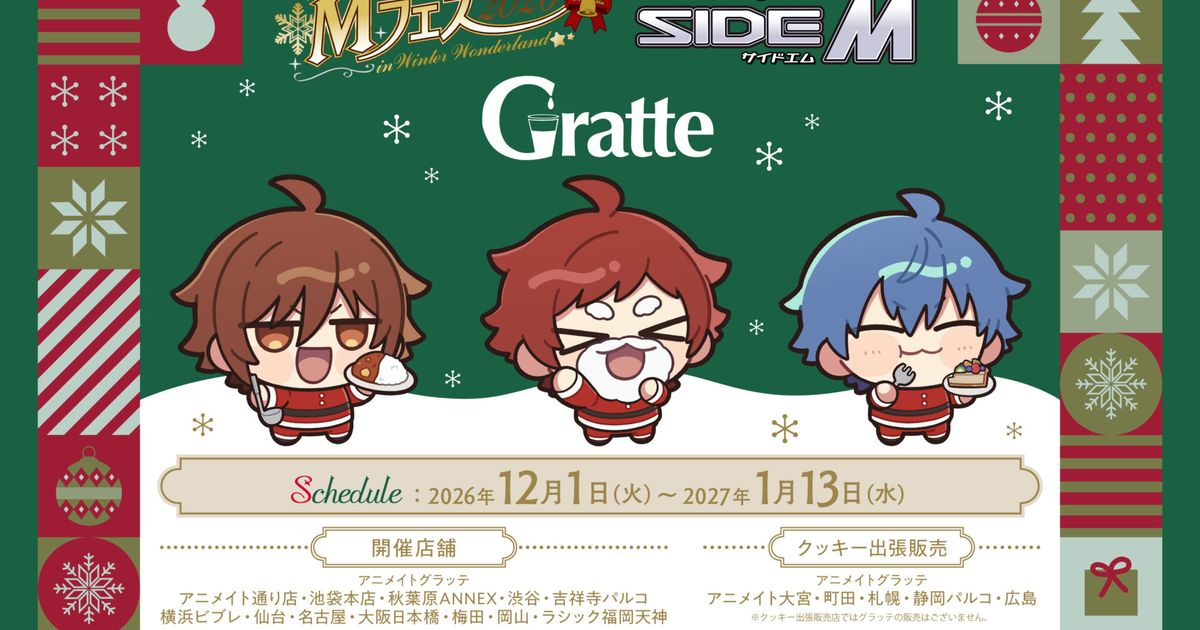 Mフェス2026
in Winter Wonderland
SIDEM
サイドエム
Gratte
Schedule：2026年12月1日（火）～2027年1月13日（水）
開催店舗
アニメイトグラッテ
アニメイト通り店・池袋本店・秋葉原ANNEX・渋谷・吉祥寺パルコ
横浜ビブレ・仙台・名古屋・大阪日本橋・梅田・岡山・ラシック福岡天神
クッキー出張販売
アニメイトグラッテ
アニメイト大宮・町田・札幌・静岡パルコ・広島
※クッキー出張販売店ではグラッテの販売はございません。